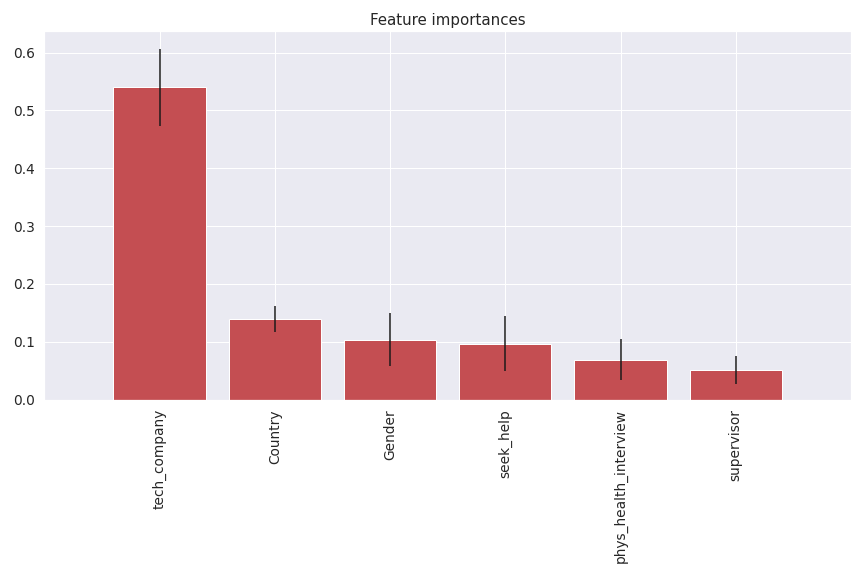 Feature importances
0.6
0.5
0.4
0.3
0.2
0.1
0.0
tech_company
Country
Gender
seek_help
phys_health_interview
supervisor